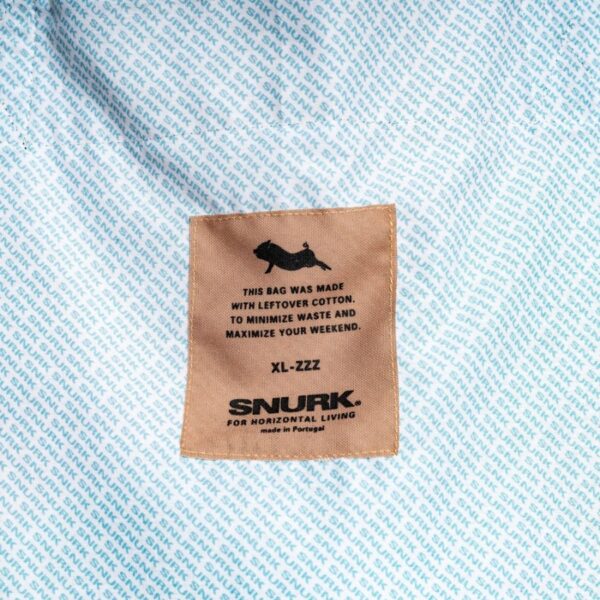 THIS BAG WAS MADE
WITH LEFTOVER COTTON.
TO MINIMIZE WASTE AND
MAXIMIZE YOUR WEEKEND.
XL-ZZZ
SNURK®
FOR HORIZONTAL LIVING
made in Portugal